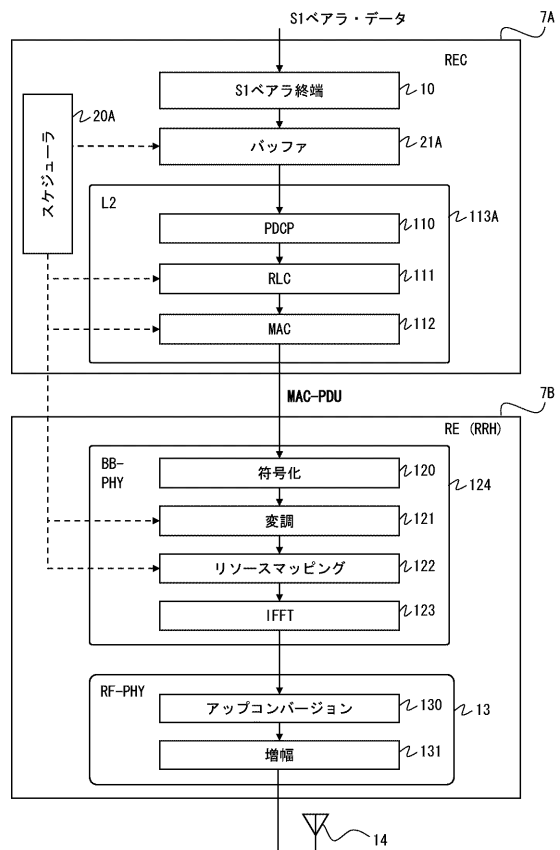 S1ベアラ・データ
7A
REC
S1ベアラ終端
10
スケジューラ
20A
バッファ
21A
L2
113A
PDCP
110
RLC
111
MAC
112
MAC-PDU
7B
RE (RRH)
BB-
PHY
124
符号化
120
変調
121
リソースマッピング
122
IFFT
123
RF-PHY
13
アップコンバージョン
130
増幅
131
14